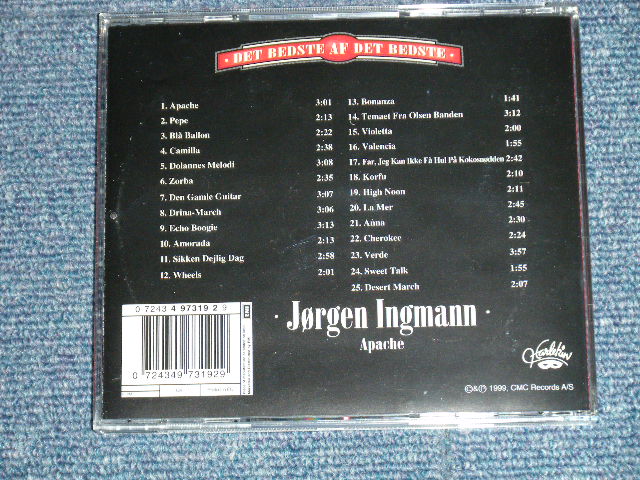 · DET BEDSTE AF DET BEDSTE ·
1. Apache 3:01
2. Pepe 2:13
3. Blå Ballon 2:22
4. Camilla 2:38
5. Dolannes Melodi 3:08
6. Zorba 2:35
7. Den Gamle Guitar 3:07
8. Drina-March 3:06
9. Echo Boogie 3:13
10. Amorada 2:13
11. Sikken Dejlig Dag 2:58
12. Wheels 2:01
13. Bonanza 1:41
14. Temaet Fra Olsen Banden 3:12
15. Violetta 2:00
16. Valencia 1:55
17. Far, Jeg Kan Ikke Få Hul På Kokosnødden 2:42
18. Korfu 2:10
19. High Noon 2:11
20. La Mer 2:45
21. Anna 2:30
22. Cherokee 2:24
23. Verde 3:57
24. Sweet Talk 1:55
25. Desert March 2:07
0 7243 4 97319 2 9
0 724349 731929
· Jørgen Ingmann ·
Apache
Harlekin
©&℗ 1999, CMC Records A/S